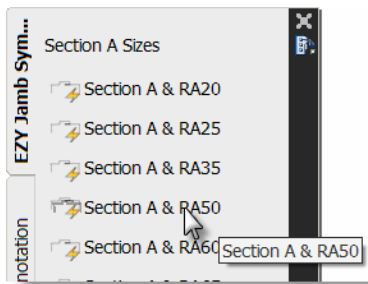 EZY Jamb Sym...
Section A Sizes
Section A & RA20
Section A & RA25
Section A & RA35
Section A & RA50
Section A & RA60
Section A & RA50
notation